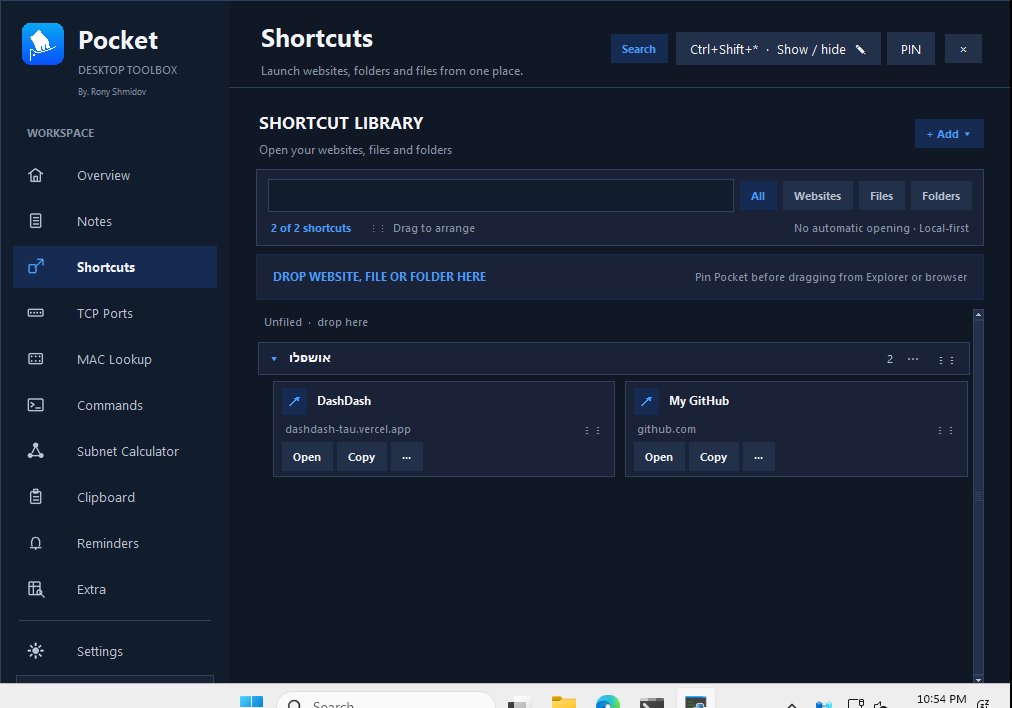 Pocket
DESKTOP TOOLBOX
By. Rony Shmidov
WORKSPACE
Overview
Notes
Shortcuts
TCP Ports
MAC Lookup
Commands
Subnet Calculator
Clipboard
Reminders
Extra
Settings
Shortcuts
Launch websites, folders and files from one place.
Search
Ctrl+Shift+* · Show / hide
PIN
×
SHORTCUT LIBRARY
Open your websites, files and folders
+ Add
All
Websites
Files
Folders
2 of 2 shortcuts
Drag to arrange
No automatic opening · Local-first
DROP WEBSITE, FILE OR FOLDER HERE
Pin Pocket before dragging from Explorer or browser
Unfiled · drop here
אושסלו
2 ···
DashDash
dashdash-tau.vercel.app
Open Copy ...
My GitHub
github.com
Open Copy ...
Search
10:54 PM